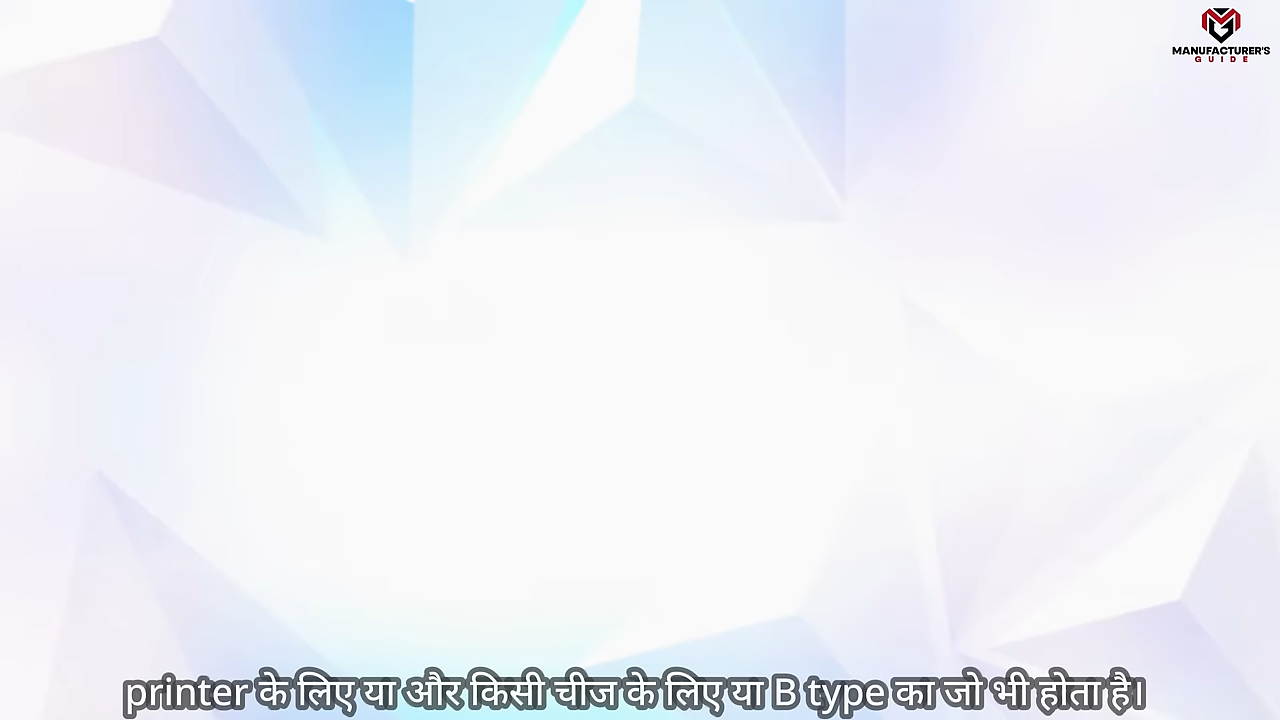 MANUFACTURER'S
GUIDE
printer के लिए या और किसी चीज के लिए या B type का जो भी होता है।